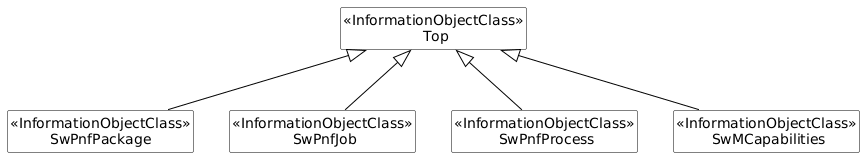 «InformationObjectClass»
Top
«InformationObjectClass»
SwPnfPackage
«InformationObjectClass»
SwPnfJob
«InformationObjectClass»
SwPnfProcess
«InformationObjectClass»
SwMCapabilities